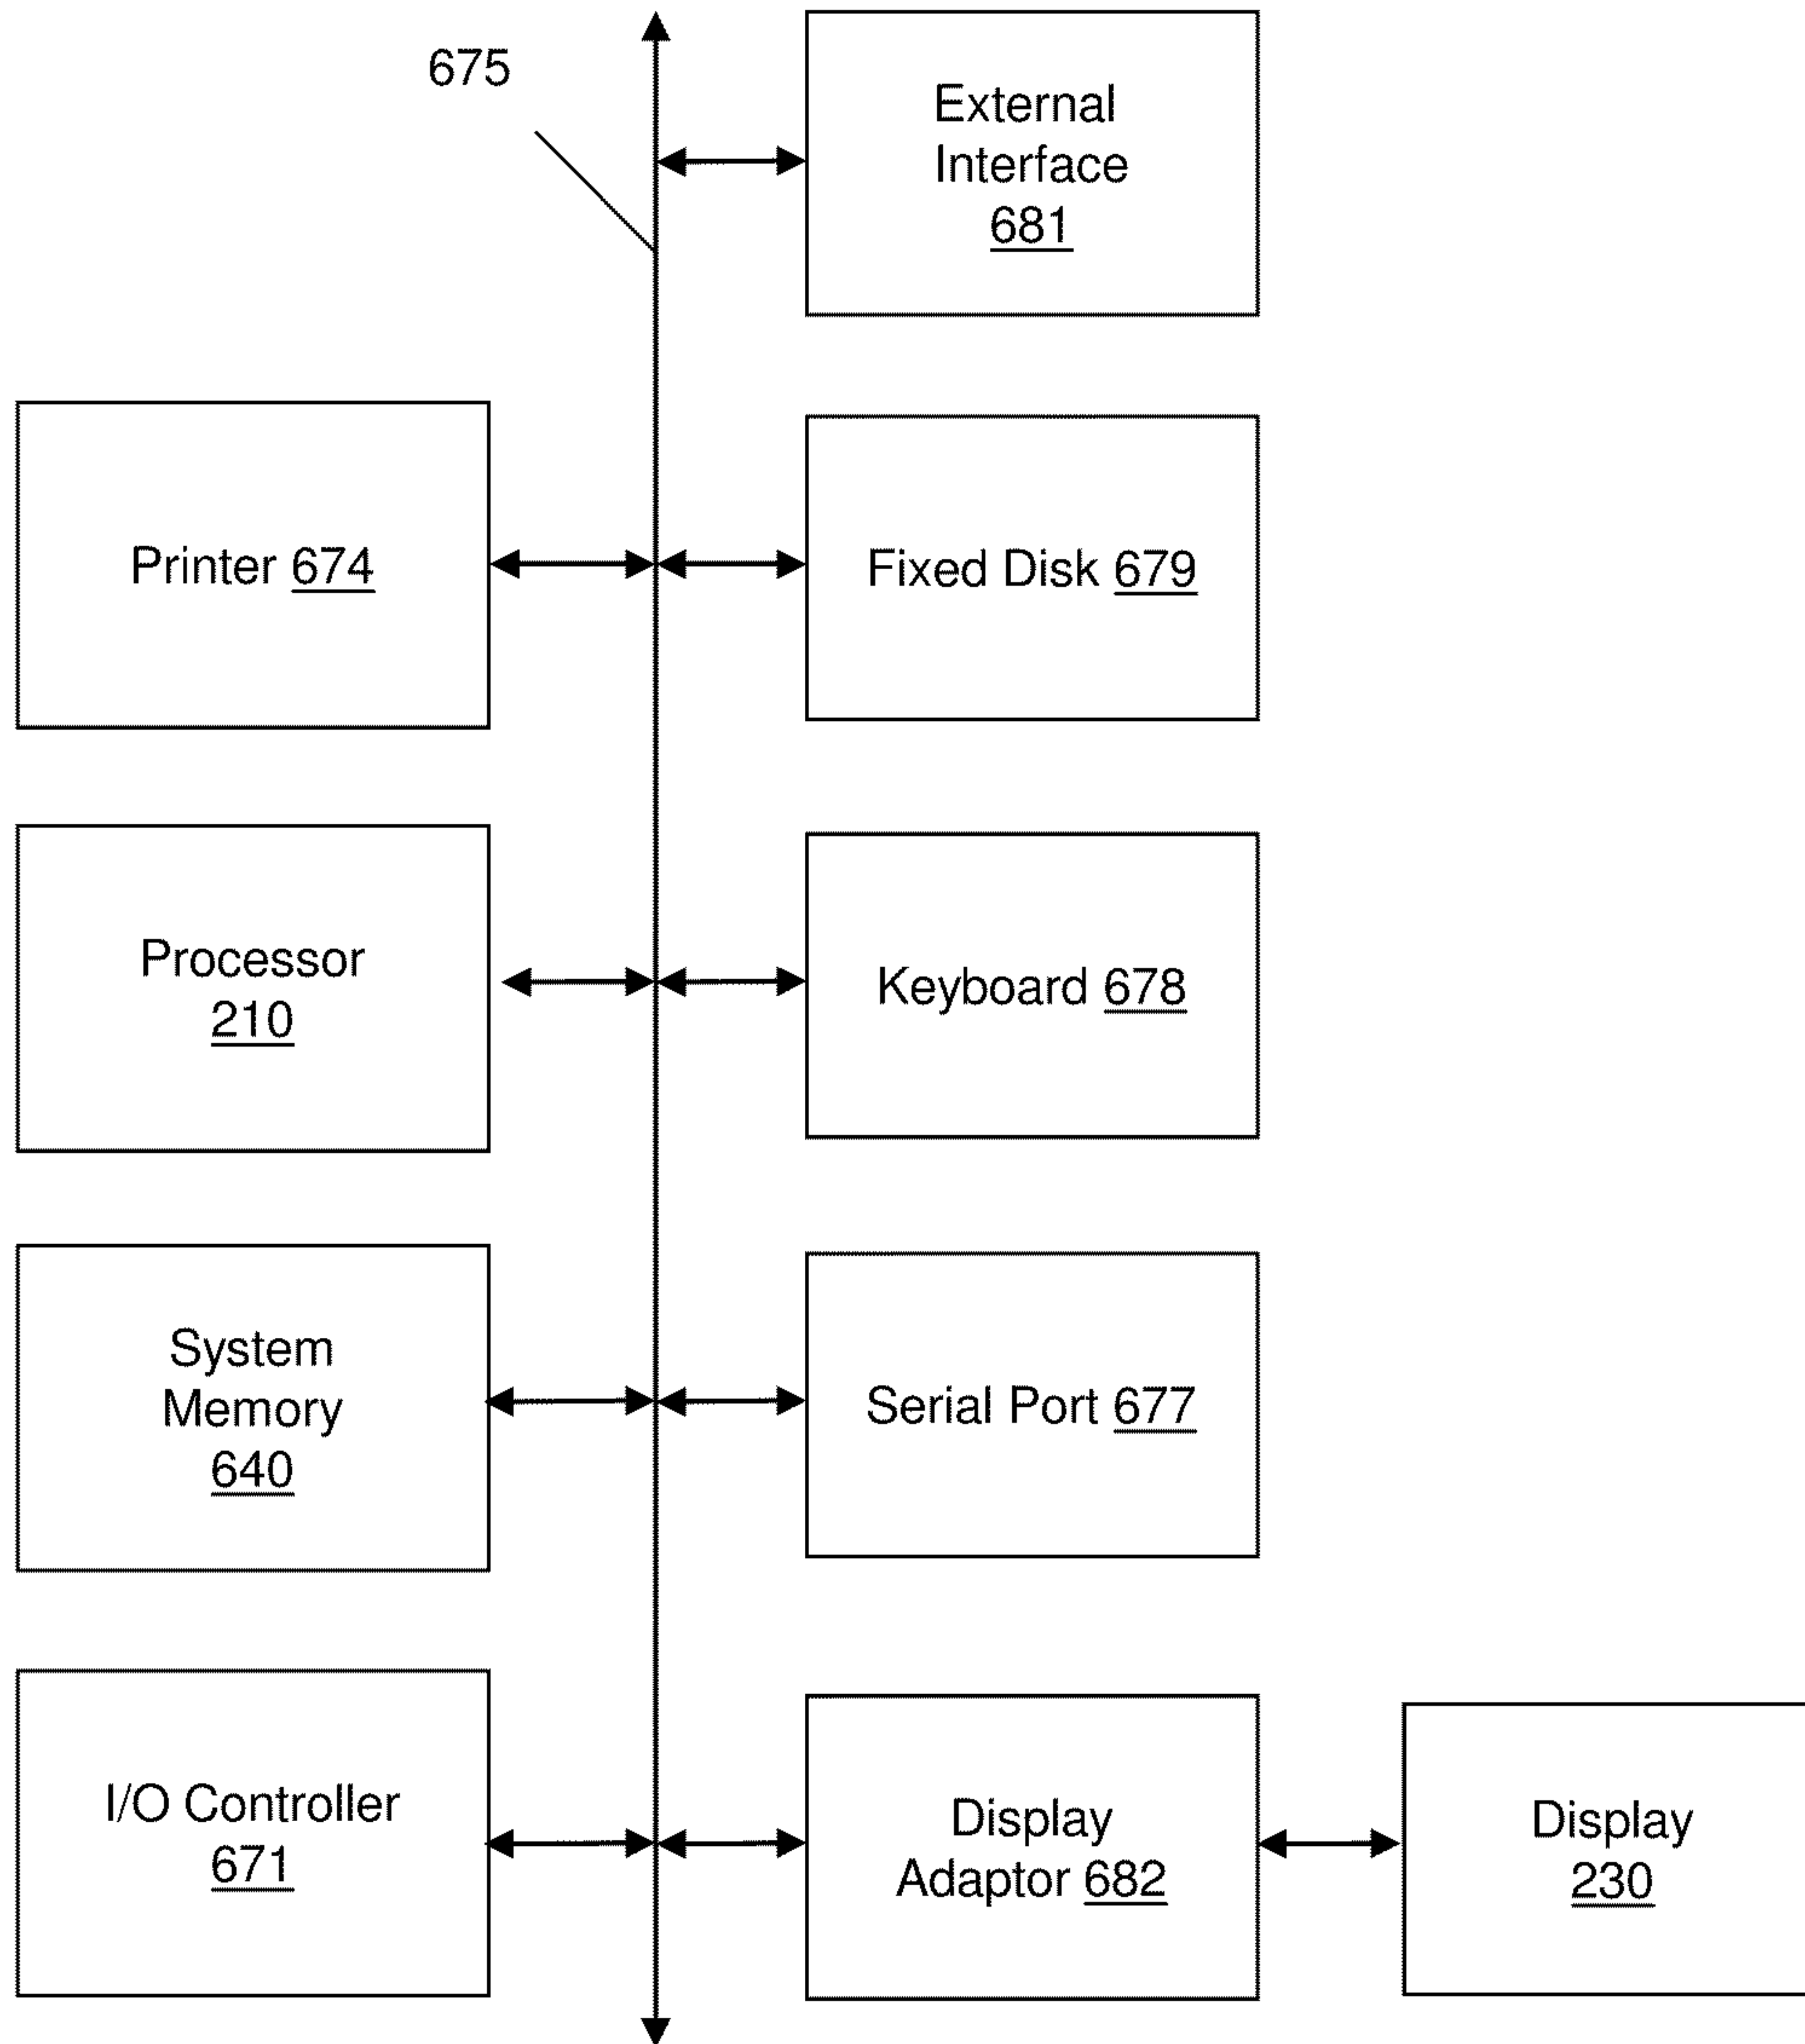 675
External
Interface
681
Printer 674
Fixed Disk 679
Processor
210
Keyboard 678
System
Memory
640
Serial Port 677
I/O Controller
671
Display
Adaptor 682
Display
230